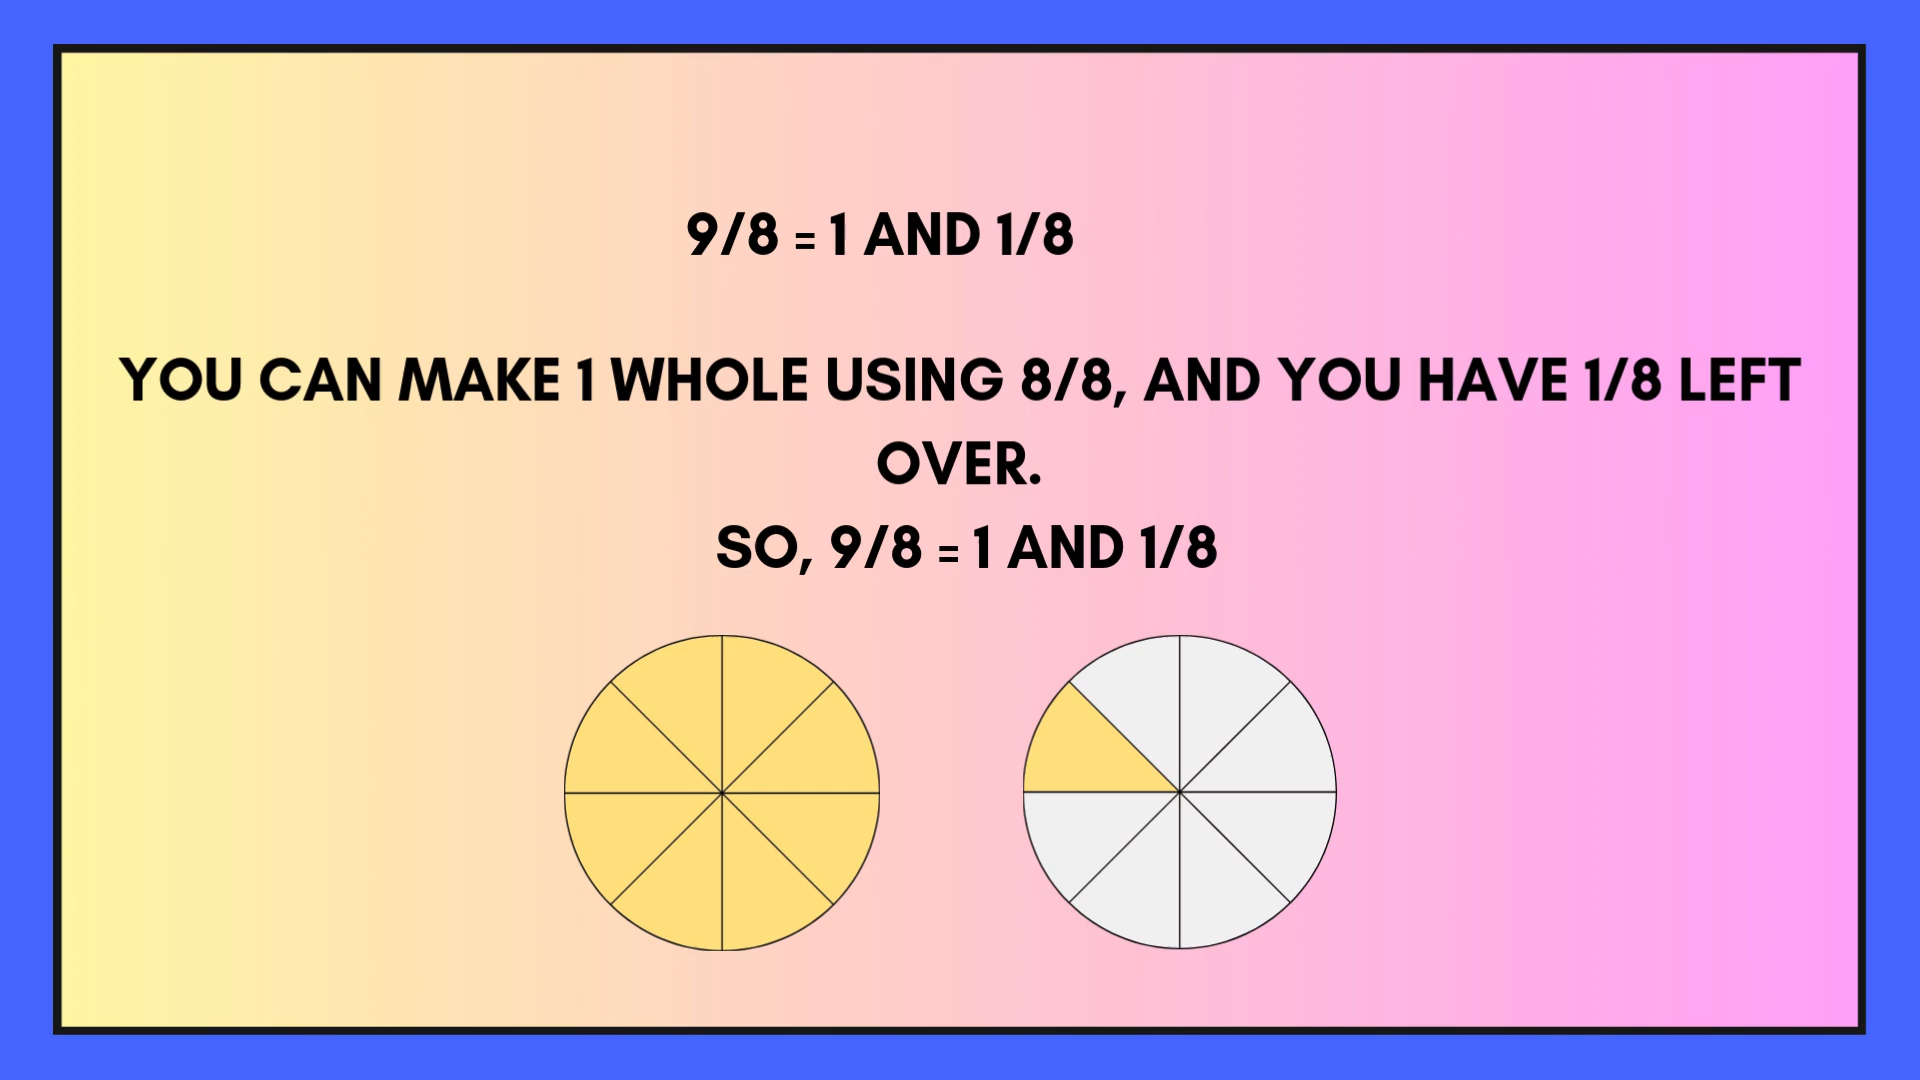 9/8 = 1 AND 1/8
YOU CAN MAKE 1 WHOLE USING 8/8, AND YOU HAVE 1/8 LEFT
OVER.
SO, 9/8 = 1 AND 1/8